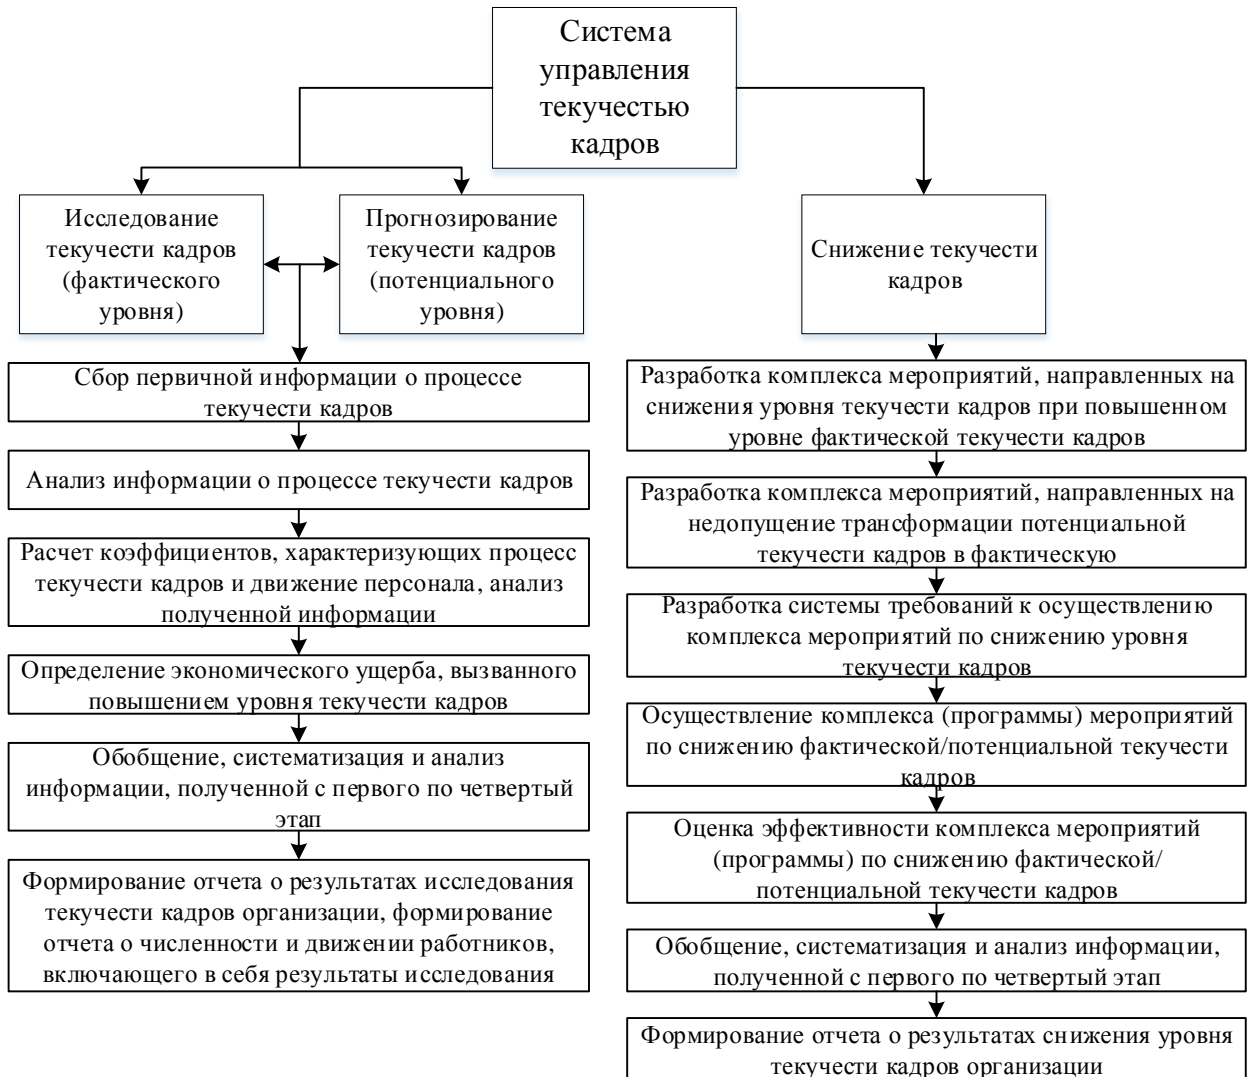 Система
управления
текучестью
кадров
Исследование
текучести кадров
(фактического
уровня)
Прогнозирование
текучести кадров
(потенциального
уровня)
Снижение текучести
кадров
Сбор первичной информации о процессе
текучести кадров
Анализ информации о процессе текучести кадров
Расчет коэффициентов, характеризующих процесс
текучести кадров и движение персонала, анализ
полученной информации
Определение экономического ущерба, вызванного
повышением уровня текучести кадров
Обобщение, систематизация и анализ
информации, полученной с первого по четвертый
этап
Формирование отчета о результатах исследования
текучести кадров организации, формирование
отчета о численности и движении работников,
включающего в себя результаты исследования
Разработка комплекса мероприятий, направленных на
снижения уровня текучести кадров при повышенном
уровне фактической текучести кадров
Разработка комплекса мероприятий, направленных на
недопущение трансформации потенциальной
текучести кадров в фактическую
Разработка системы требований к осуществлению
комплекса мероприятий по снижению уровня
текучести кадров
Осуществление комплекса (программы) мероприятий
по снижению фактической/потенциальной текучести
кадров
Оценка эффективности комплекса мероприятий
(программы) по снижению фактической/
потенциальной текучести кадров
Обобщение, систематизация и анализ информации,
полученной с первого по четвертый этап
Формирование отчета о результатах снижения уровня
текучести кадров организации